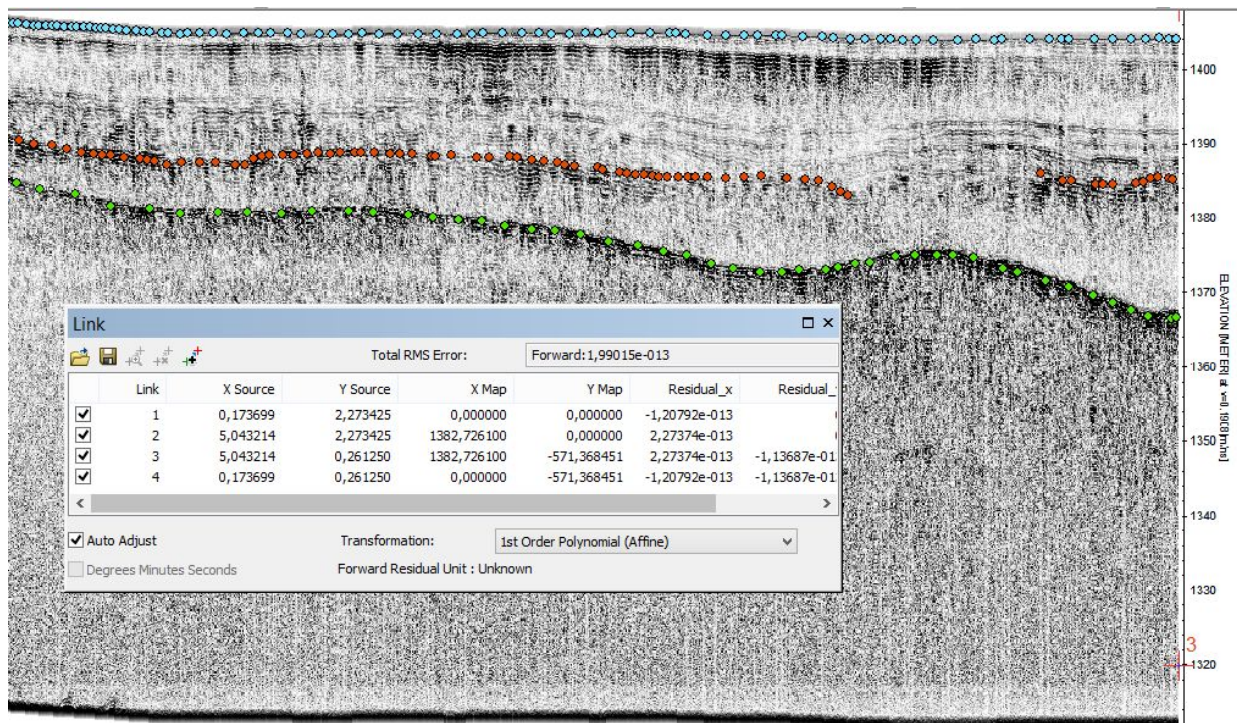 1400
1390
1380
1370
1360
1350
1340
1330
3
1320
ELEVATION [METER] at v=0.190[m/ns]
Link
Total RMS Error: Forward:1,99015e-013
Link X Source Y Source X Map Y Map Residual_x Residual_
1 0,173699 2,273425 0,000000 0,000000 -1,20792e-013
2 5,043214 2,273425 1382,726100 0,000000 2,27374e-013
3 5,043214 0,261250 1382,726100 -571,368451 2,27374e-013 -1,13687e-01
4 0,173699 0,261250 0,000000 -571,368451 -1,20792e-013 -1,13687e-01
Auto Adjust Transformation: 1st Order Polynomial (Affine)
Degrees Minutes Seconds Forward Residual Unit : Unknown